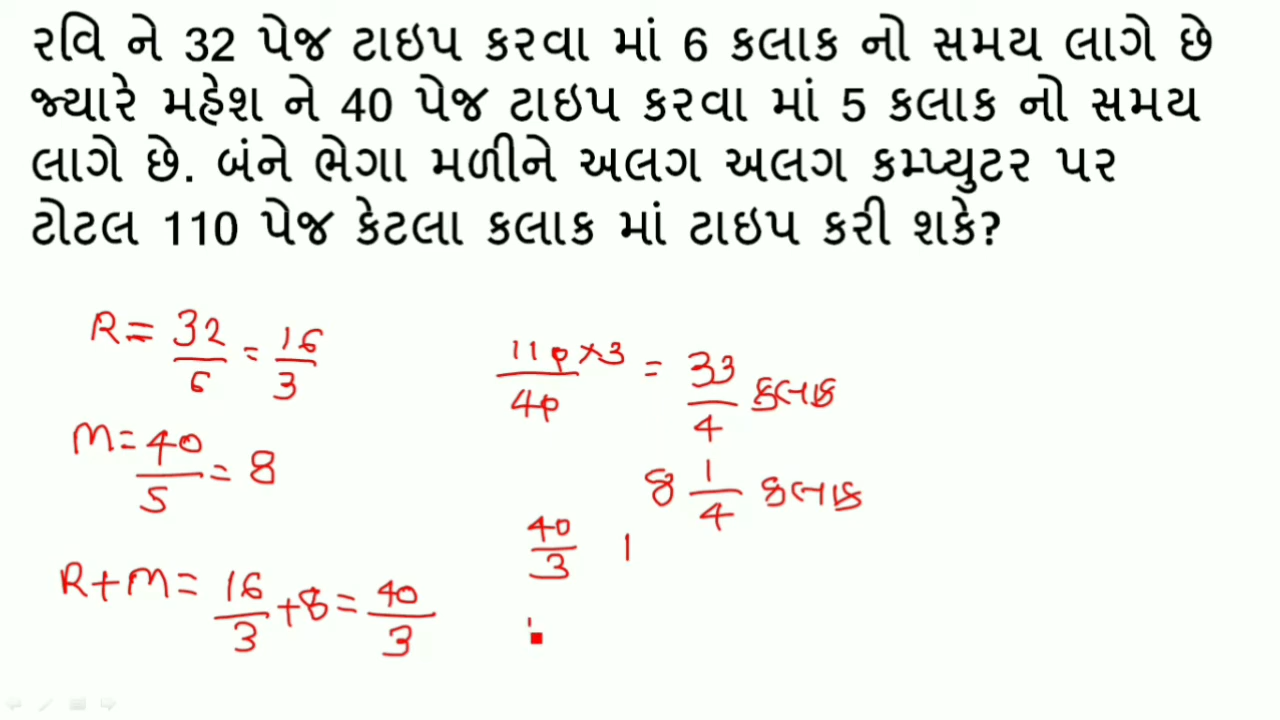 રવિ ને 32 પેજ ટાઇપ કરવા માં 6 કલાક નો સમય લાગે છે
જ્યારે મહેશ ને 40 પેજ ટાઇપ કરવા માં 5 કલાક નો સમય
લાગે છે. બંને ભેગા મળીને અલગ અલગ કમ્પ્યુટર પર
ટોટલ 110 પેજ કેટલા કલાક માં ટાઇપ કરી શકે?
R = 32/6 = 16/3
M = 40/5 = 8
R + M = 16/3 + 8 = 40/3
110 × 3/40 = 33/4 કલાક
8 1/4 કલાક
40/3 1